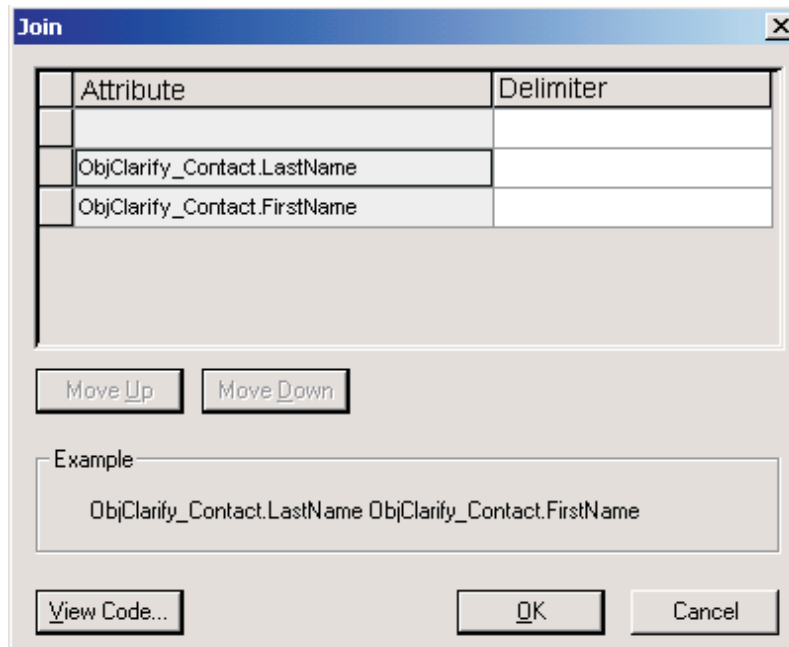 Join
Attribute Delimiter
ObjClarify_Contact.LastName
ObjClarify_Contact.FirstName
Move Up Move Down
Example
ObjClarify_Contact.LastName ObjClarify_Contact.FirstName
View Code... OK Cancel